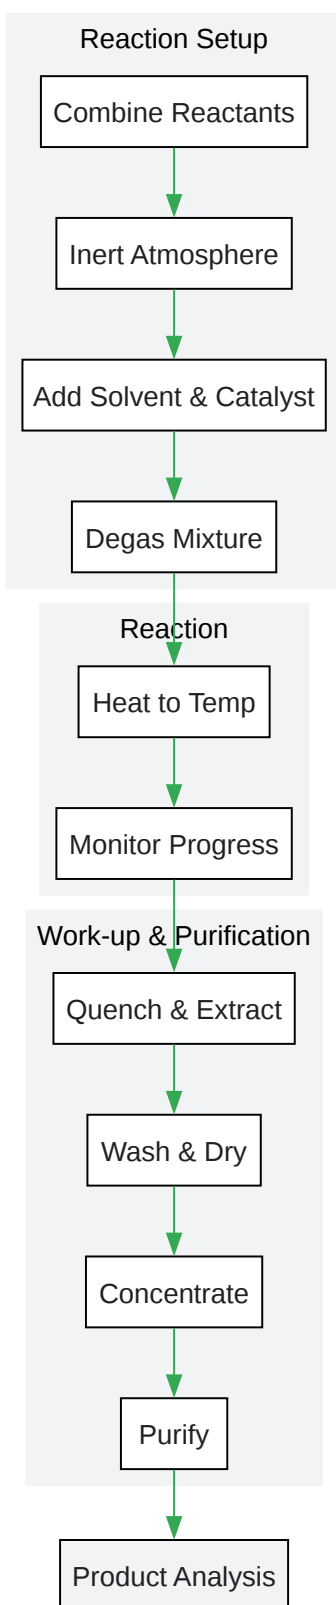 Reaction Setup
Combine Reactants
Inert Atmosphere
Add Solvent & Catalyst
Degas Mixture
Reaction
Heat to Temp
Monitor Progress
Work-up & Purification
Quench & Extract
Wash & Dry
Concentrate
Purify
Product Analysis